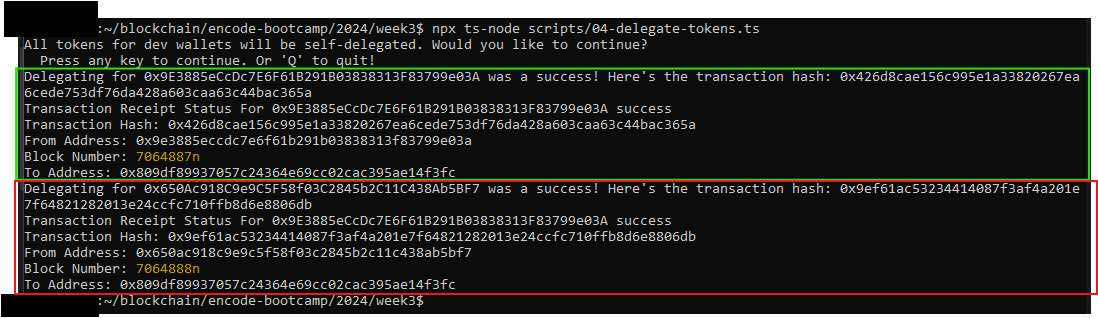 :~/blockchain/encode-bootcamp/2024/week3$ npx ts-node scripts/04-delegate-tokens.ts
All tokens for dev wallets will be self-delegated. Would you like to continue?
  Press any key to continue. Or 'Q' to quit!
Delegating for 0x9E3885eCcDc7E6F61B291B03838313F83799e03A was a success! Here's the transaction hash: 0x426d8cae156c995e1a33820267ea
6cede753df76da428a603caa63c44bac365a
Transaction Receipt Status For 0x9E3885eCcDc7E6F61B291B03838313F83799e03A success
Transaction Hash: 0x426d8cae156c995e1a33820267ea6cede753df76da428a603caa63c44bac365a
From Address: 0x9e3885eccdc7e6f61b291b03838313f83799e03a
Block Number: 7064887n
To Address: 0x809df89937057c24364e69cc02cac395ae14f3fc
Delegating for 0x650Ac918C9e9C5F58f03C2845b2C11C438Ab5BF7 was a success! Here's the transaction hash: 0x9ef61ac53234414087f3af4a201e
7f64821282013e24ccfc710ffb8d6e8806db
Transaction Receipt Status For 0x9E3885eCcDc7E6F61B291B03838313F83799e03A success
Transaction Hash: 0x9ef61ac53234414087f3af4a201e7f64821282013e24ccfc710ffb8d6e8806db
From Address: 0x650ac918c9e9c5f58f03c2845b2c11c438ab5bf7
Block Number: 7064888n
To Address: 0x809df89937057c24364e69cc02cac395ae14f3fc
:~/blockchain/encode-bootcamp/2024/week3$